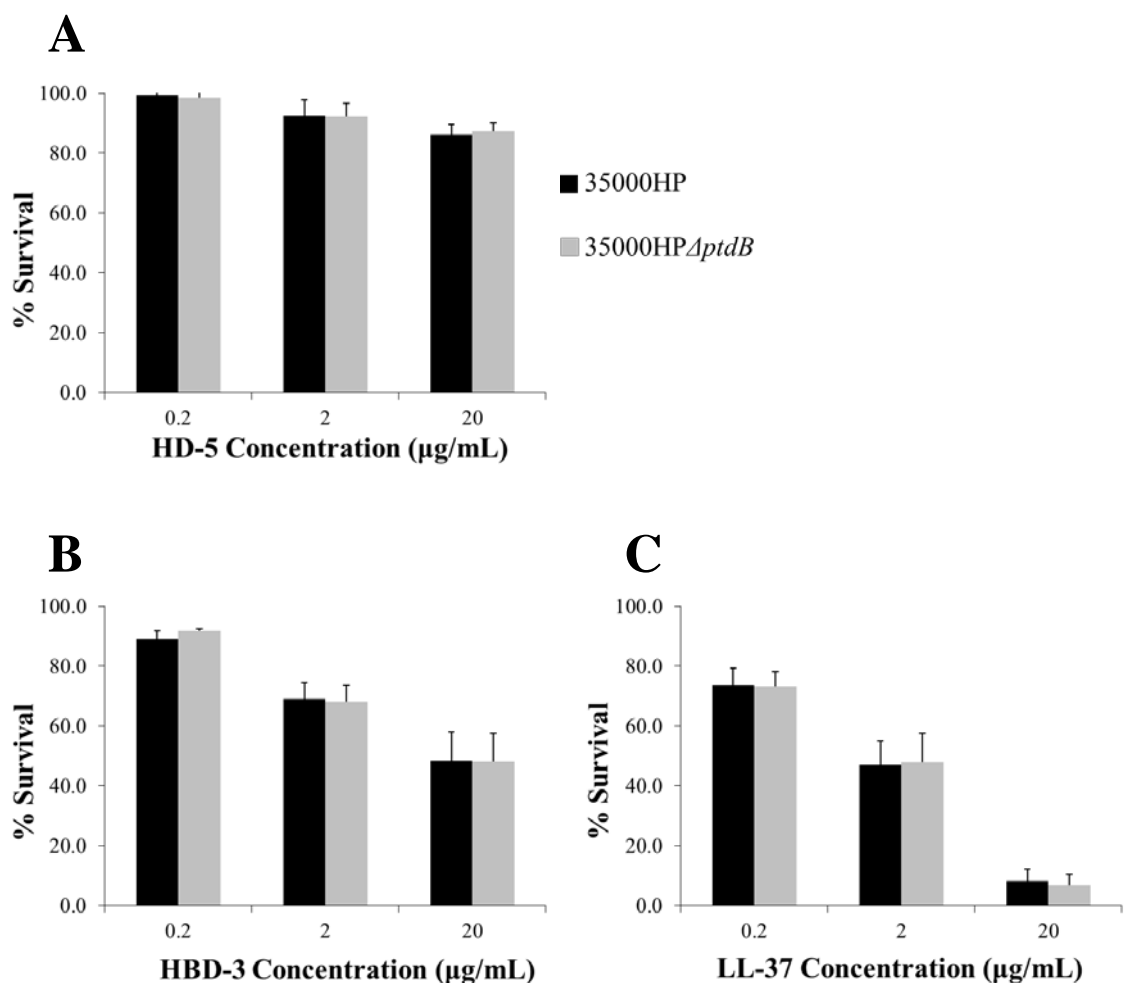 A
100.0
80.0
60.0
40.0
20.0
0.0
% Survival
0.2 2 20
HD-5 Concentration (μg/mL)
35000HP
35000HPΔptdB
B
100.0
80.0
60.0
40.0
20.0
0.0
% Survival
0.2 2 20
HBD-3 Concentration (μg/mL)
C
100.0
80.0
60.0
40.0
20.0
0.0
% Survival
0.2 2 20
LL-37 Concentration (μg/mL)